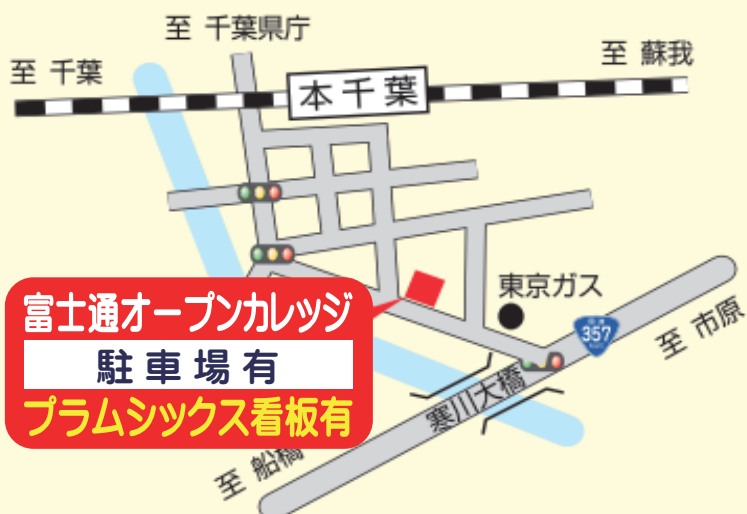 至 千葉県庁
至 千葉
至 蘇我
本千葉
富士通オープンカレッジ
駐車場有
プラムシックス看板有
東京ガス
357
至 市原
寒川大橋
至 船橋